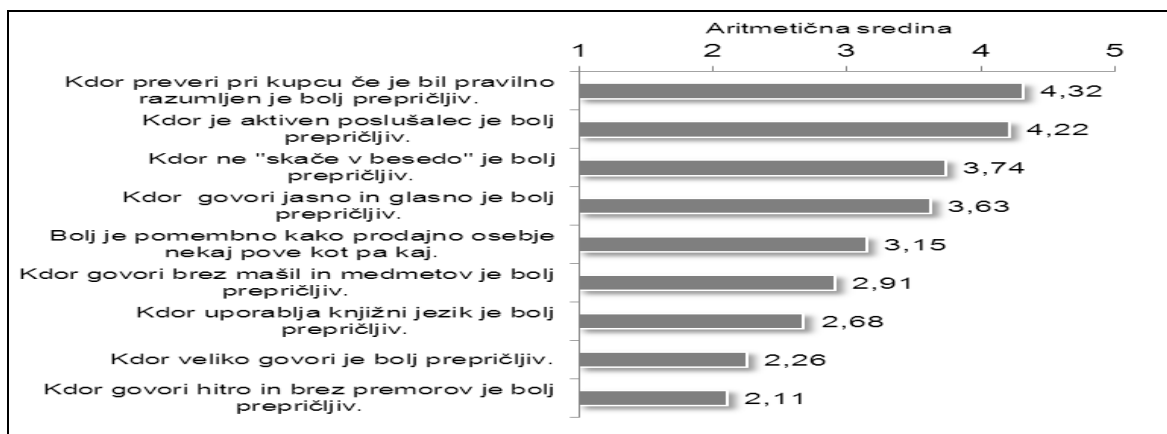 Aritmetična sredina
1 2 3 4 5
Kdor preveri pri kupcu če je bil pravilno
razumljen je bolj prepričljiv.
4,32
Kdor je aktiven poslušalec je bolj
prepričljiv.
4,22
Kdor ne "skače v besedo" je bolj
prepričljiv.
3,74
Kdor govori jasno in glasno je bolj
prepričljiv.
3,63
Bolj je pomembno kako prodajno osebje
nekaj pove kot pa kaj.
3,15
Kdor govori brez mašil in medmetov je bolj
prepričljiv.
2,91
Kdor uporablja knjižni jezik je bolj
prepričljiv.
2,68
Kdor veliko govori je bolj prepričljiv.
2,26
Kdor govori hitro in brez premorov je bolj
prepričljiv.
2,11